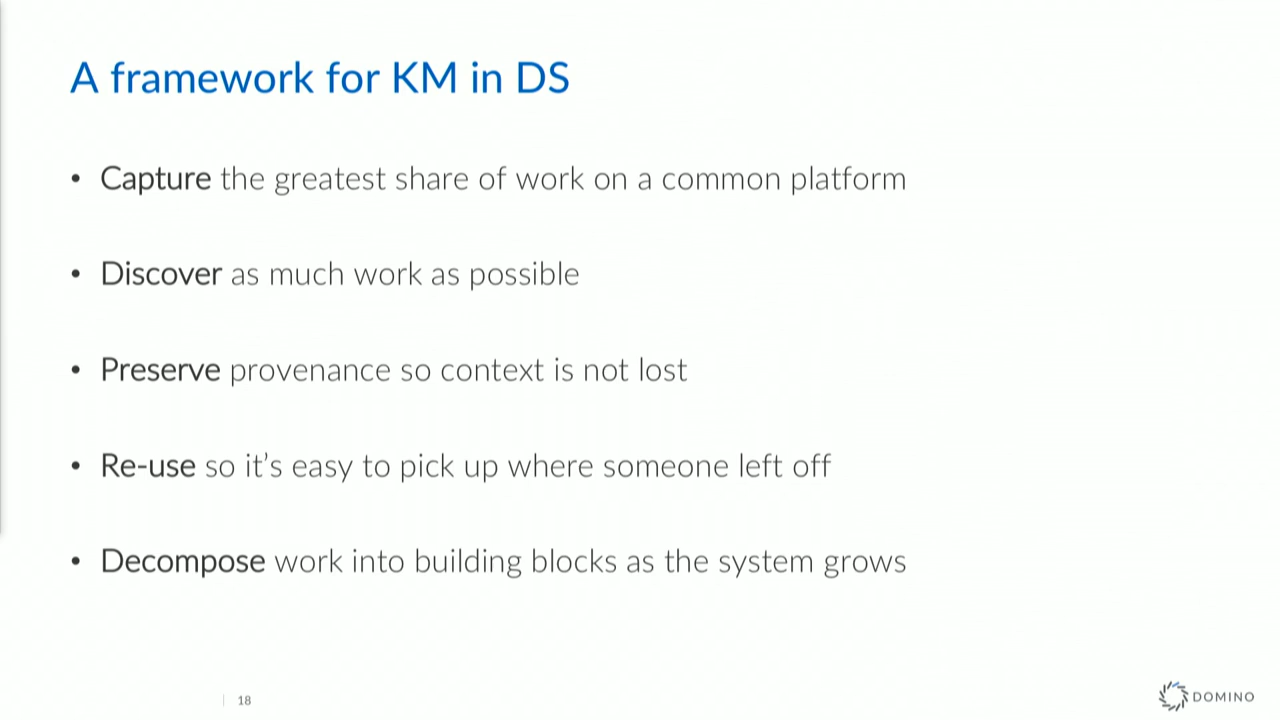 A framework for KM in DS
• Capture the greatest share of work on a common platform
• Discover as much work as possible
• Preserve provenance so context is not lost
• Re-use so it’s easy to pick up where someone left off
• Decompose work into building blocks as the system grows
18
DOMINO